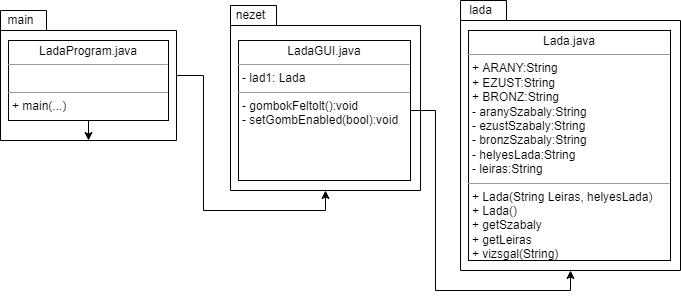 main
LadaProgram.java
+ main(...)
nezet
LadaGUI.java
- lad1: Lada
- gombokFeltolt():void
- setGombEnabled(bool):void
lada
Lada.java
+ ARANY:String
+ EZUST:String
+ BRONZ:String
- aranySzabaly:String
- ezustSzabaly:String
- bronzSzabaly:String
- helyesLada:String
- leiras:String
+ Lada(String Leiras, helyesLada)
+ Lada()
+ getSzabaly
+ getLeiras
+ vizsgal(String)